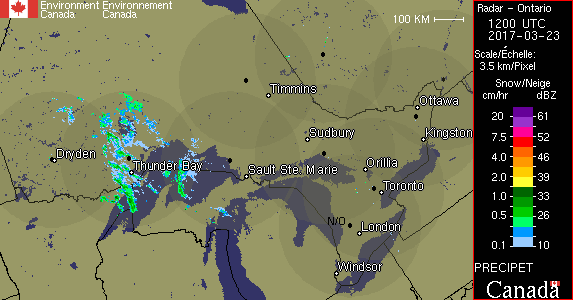 Environment Environnement
Canada Canada
100 KM
Radar - Ontario
1200 UTC
2017-03-23
Scale/Échelle:
3.5 km/Pixel
Snow/Neige
cm/hr dBZ
20 61
7.5 52
4.0 46
2.0 39
1.0 33
0.5 26
0.1 10
PRECIPET
Canada
Timmins
Ottawa
Sudbury
Kingston
Dryden
Thunder Bay
Sault Ste. Marie
Orillia
Toronto
N/O
London
Windsor